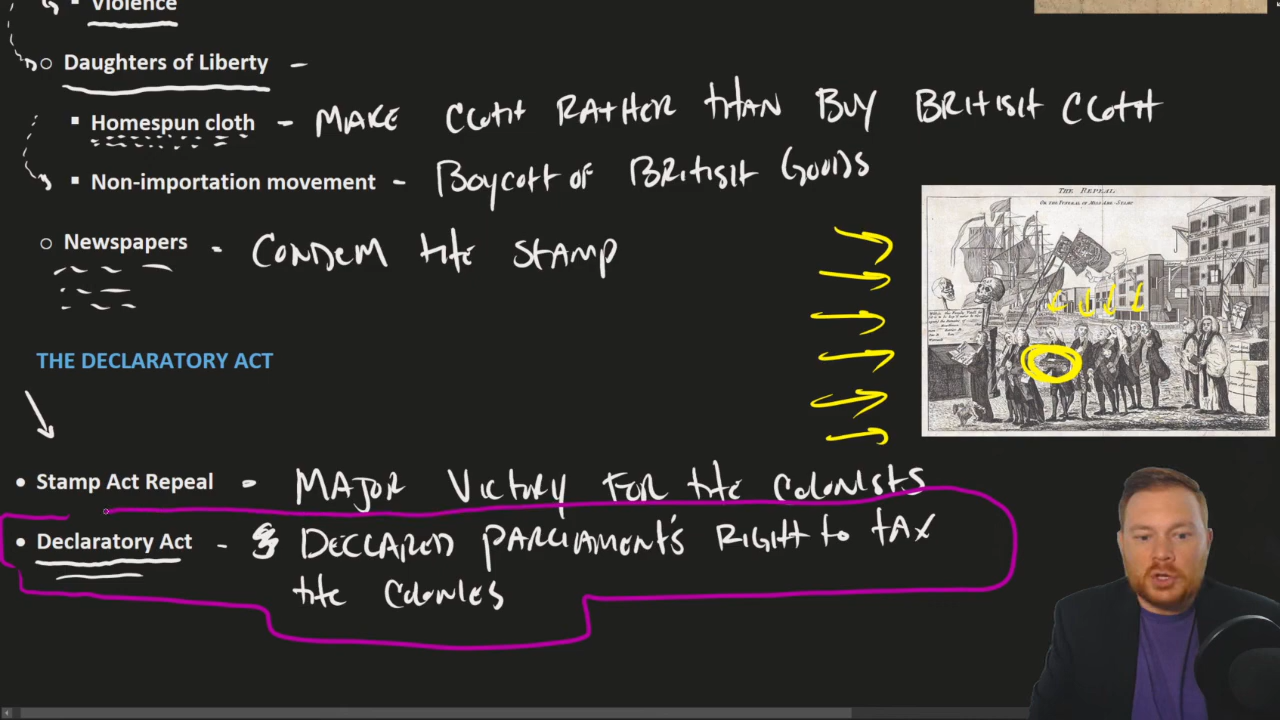 Violence
Daughters of Liberty –
Homespun cloth – MAKE CLOTH RATHER THAN BUY BRITISH CLOTH
Non-importation movement – BOYCOTT OF BRITISH GOODS
THE REPEAL
Newspapers - CONDEM THE STAMP
THE DECLARATORY ACT
Stamp Act Repeal - MAJOR VICTORY FOR THE COLONISTS
Declaratory Act - DECLARED PARLIAMENT'S RIGHT TO TAX
THE COLONIES